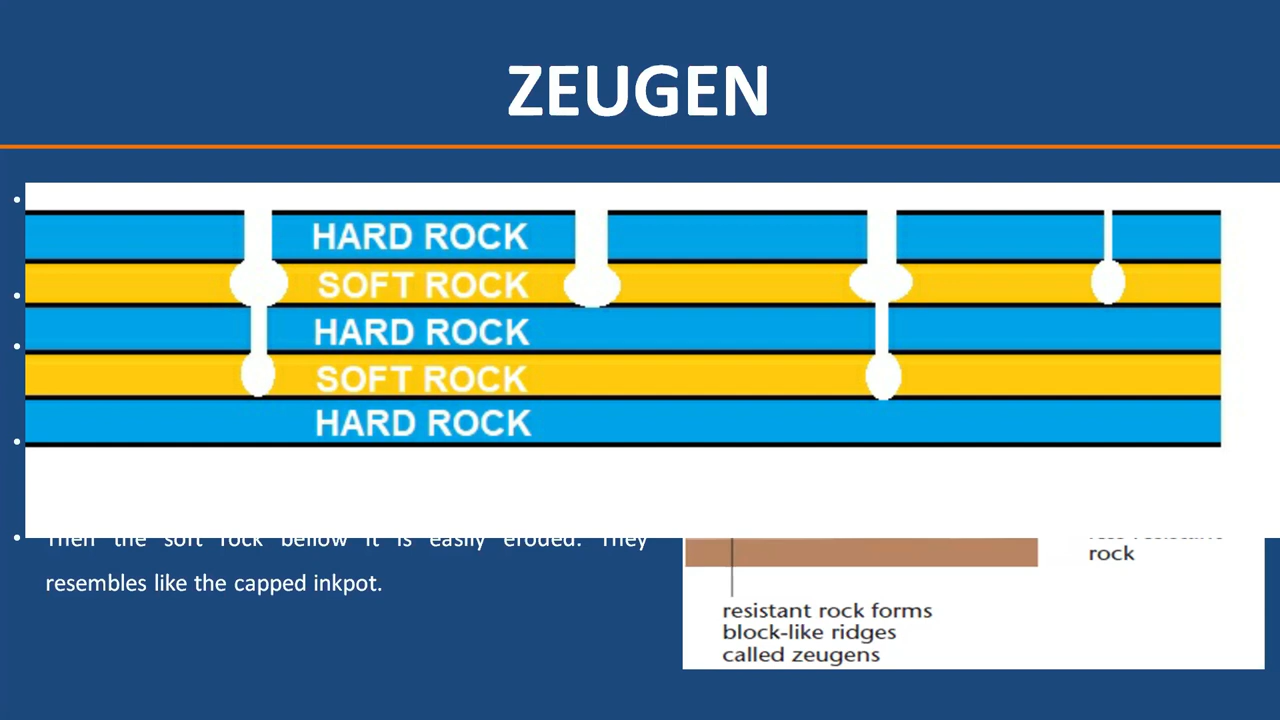 ZEUGEN
HARD ROCK
SOFT ROCK
HARD ROCK
SOFT ROCK
HARD ROCK
Then the soft rock bellow it is easily eroded. They
resembles like the capped inkpot.
rock
resistant rock forms
block-like ridges
called zeugens